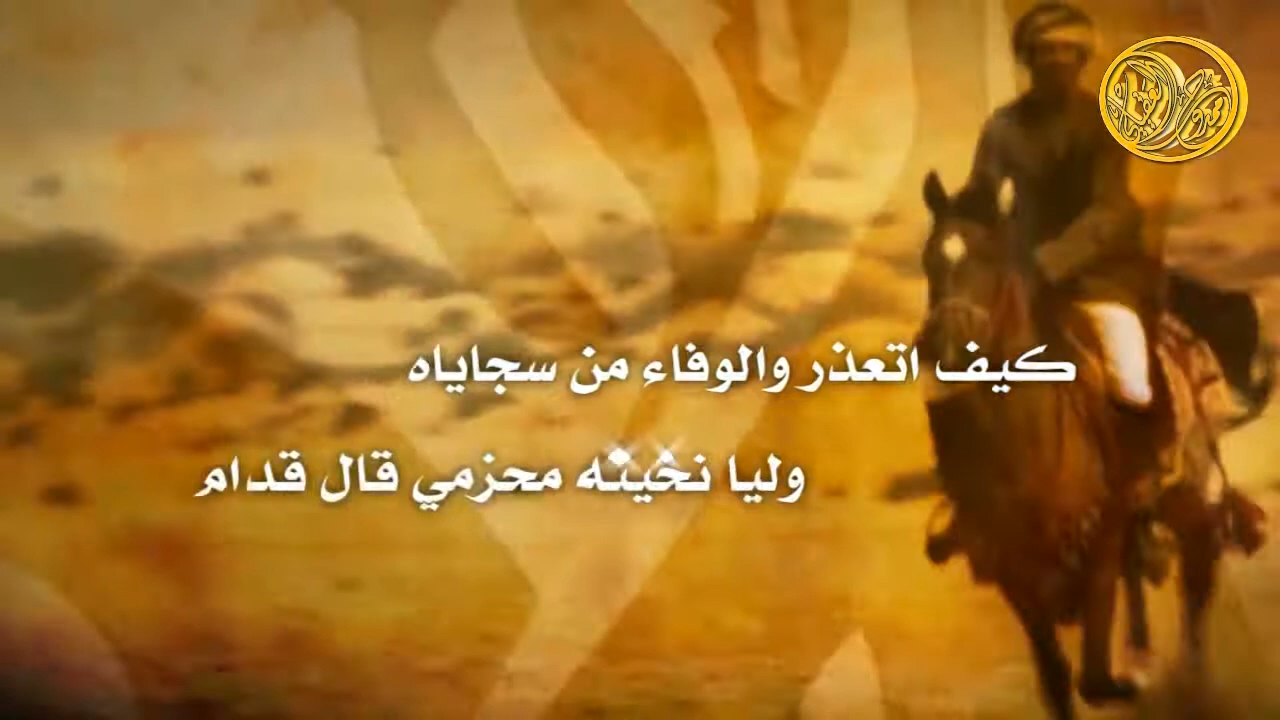 كيف اتعذر والوفاء من سجاياه
وليا نخيته محزمي قال قدام